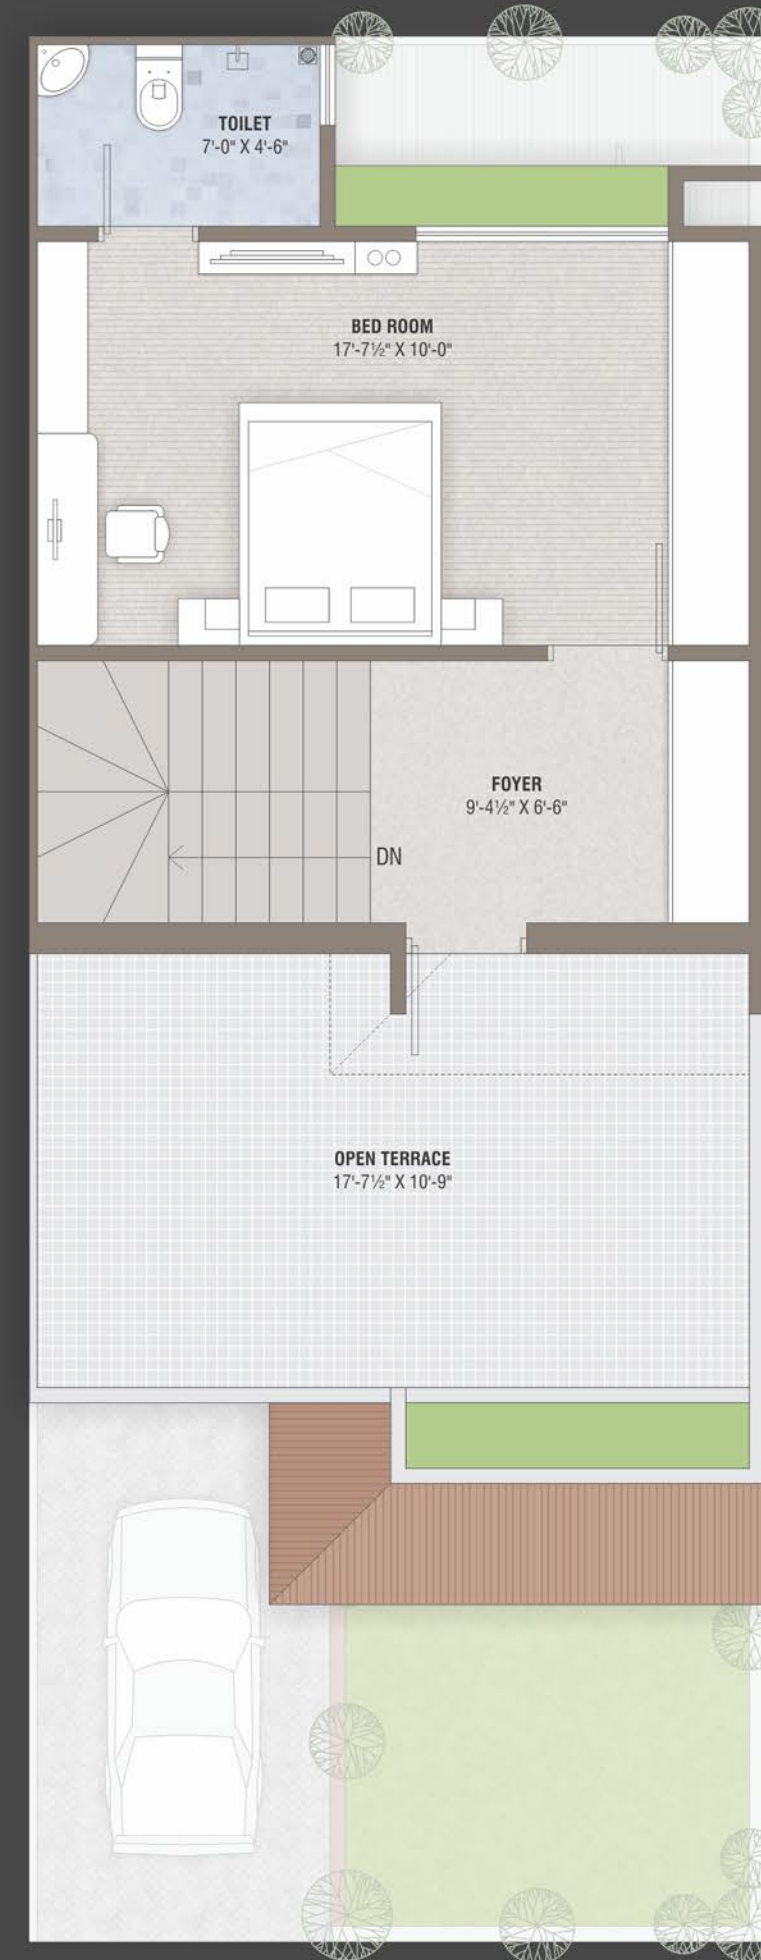 TOILET
7'-0" X 4'-6"
BED ROOM
17'-7½" X 10'-0"
FOYER
9'-4½" X 6'-6"
DN
OPEN TERRACE
17'-7½" X 10'-9"